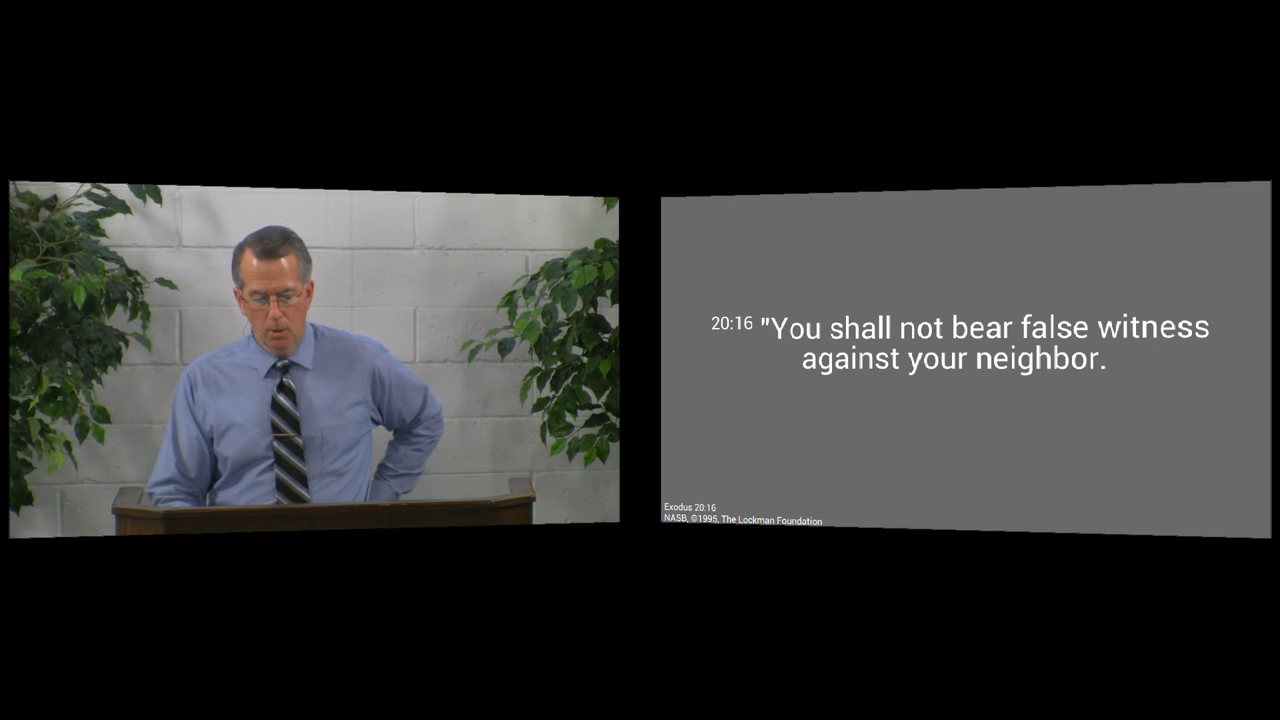 20:16 "You shall not bear false witness
against your neighbor.
Exodus 20:16
NASB, ©1995, The Lockman Foundation